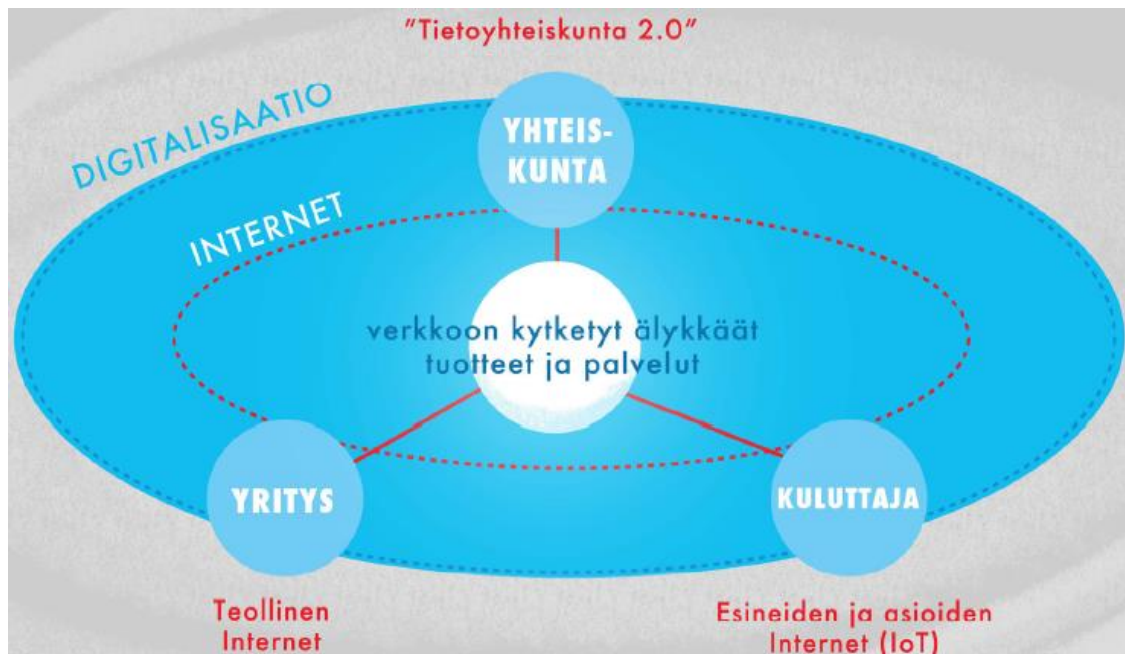 "Tietoyhteiskunta 2.0"
DIGITALISAATIO
YHTEIS-
KUNTA
INTERNET
verkkoon kytketyt älykkäät
tuotteet ja palvelut
YRITYS
KULUTTAJA
Teollinen
Internet
Esineiden ja asioiden
Internet (IoT)